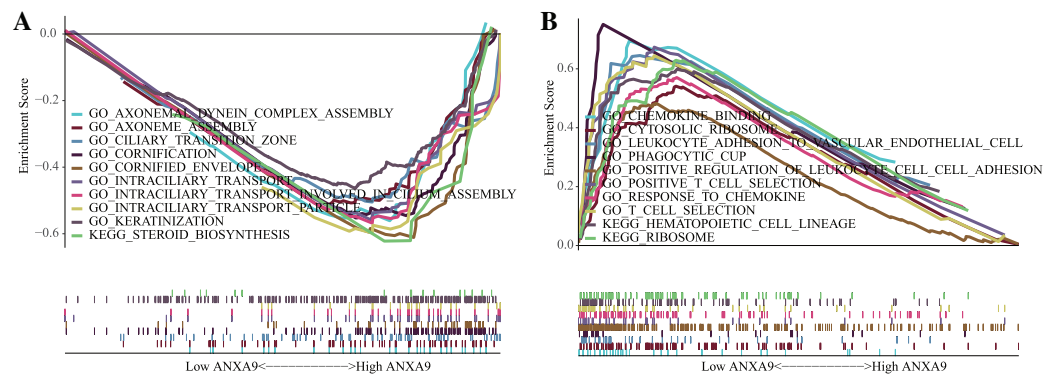 A
Enrichment Score
0.0
−0.2
−0.4
−0.6
GO_AXONEMAL_DYNEIN_COMPLEX_ASSEMBLY
GO_AXONEME_ASSEMBLY
GO_CILIARY_TRANSITION_ZONE
GO_CORNIFICATION
GO_CORNIFIED_ENVELOPE
GO_INTRACILIARY_TRANSPORT
GO_INTRACILIARY_TRANSPORT_INVOLVED_IN_CILIUM_ASSEMBLY
GO_INTRACILIARY_TRANSPORT_PARTICLE
GO_KERATINIZATION
KEGG_STEROID_BIOSYNTHESIS
Low ANXA9<−−−−−−−−−−−>High ANXA9
B
Enrichment Score
0.6
0.4
0.2
0.0
GO_CHEMOKINE_BINDING
GO_CYTOSOLIC_RIBOSOME
GO_LEUKOCYTE_ADHESION_TO_VASCULAR_ENDOTHELIAL_CELL
GO_PHAGOCYTIC_CUP
GO_POSITIVE_REGULATION_OF_LEUKOCYTE_CELL_CELL_ADHESION
GO_POSITIVE_T_CELL_SELECTION
GO_RESPONSE_TO_CHEMOKINE
GO_T_CELL_SELECTION
KEGG_HEMATOPOIETIC_CELL_LINEAGE
KEGG_RIBOSOME
Low ANXA9<−−−−−−−−−−−>High ANXA9